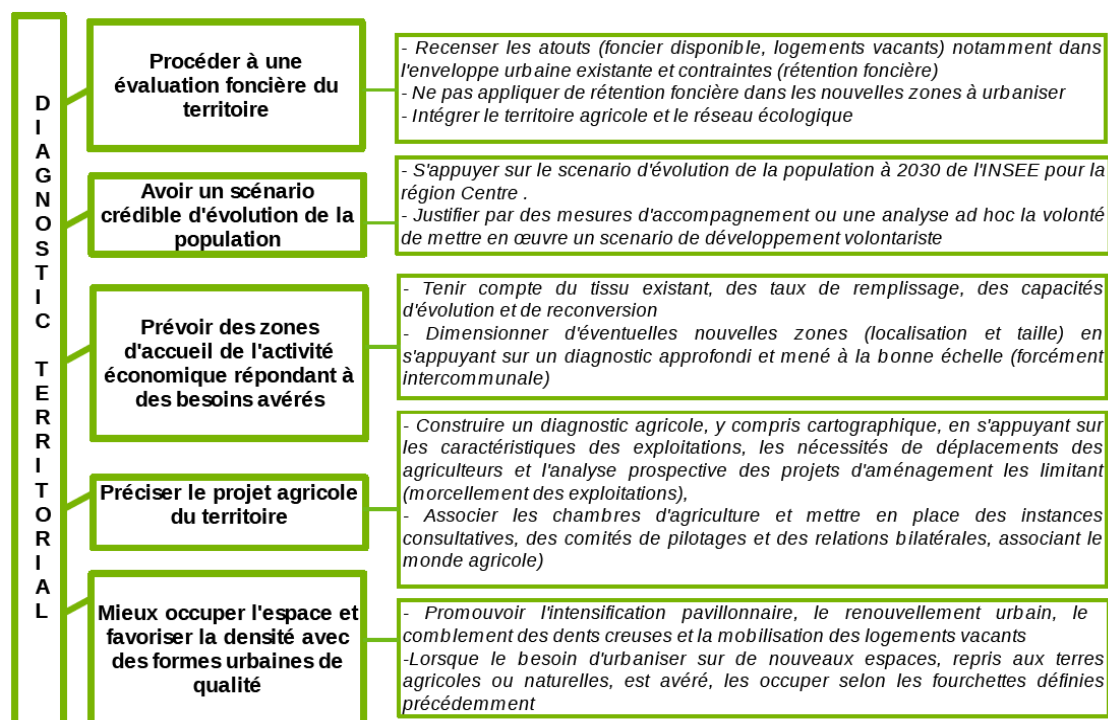 DIAGNOSTIC TERRITORIAL
Procéder à une
évaluation foncière du
territoire
- Recenser les atouts (foncier disponible, logements vacants) notamment dans
l'enveloppe urbaine existante et contraintes (rétention foncière)
- Ne pas appliquer de rétention foncière dans les nouvelles zones à urbaniser
- Intégrer le territoire agricole et le réseau écologique
Avoir un scénario
crédible d'évolution de la
population
- S'appuyer sur le scenario d'évolution de la population à 2030 de l'INSEE pour la
région Centre .
- Justifier par des mesures d'accompagnement ou une analyse ad hoc la volonté
de mettre en œuvre un scenario de développement volontariste
Prévoir des zones
d'accueil de l'activité
économique répondant à
des besoins avérés
- Tenir compte du tissu existant, des taux de remplissage, des capacités
d'évolution et de reconversion
- Dimensionner d'éventuelles nouvelles zones (localisation et taille) en
s'appuyant sur un diagnostic approfondi et mené à la bonne échelle (forcément
intercommunale)
Préciser le projet agricole
du territoire
- Construire un diagnostic agricole, y compris cartographique, en s'appuyant sur
les caractéristiques des exploitations, les nécessités de déplacements des
agriculteurs et l'analyse prospective des projets d'aménagement les limitant
(morcellement des exploitations),
- Associer les chambres d'agriculture et mettre en place des instances
consultatives, des comités de pilotages et des relations bilatérales, associant le
monde agricole)
Mieux occuper l'espace et
favoriser la densité avec
des formes urbaines de
qualité
- Promouvoir l'intensification pavillonnaire, le renouvellement urbain, le
comblement des dents creuses et la mobilisation des logements vacants
-Lorsque le besoin d'urbaniser sur de nouveaux espaces, repris aux terres
agricoles ou naturelles, est avéré, les occuper selon les fourchettes définies
précédemment